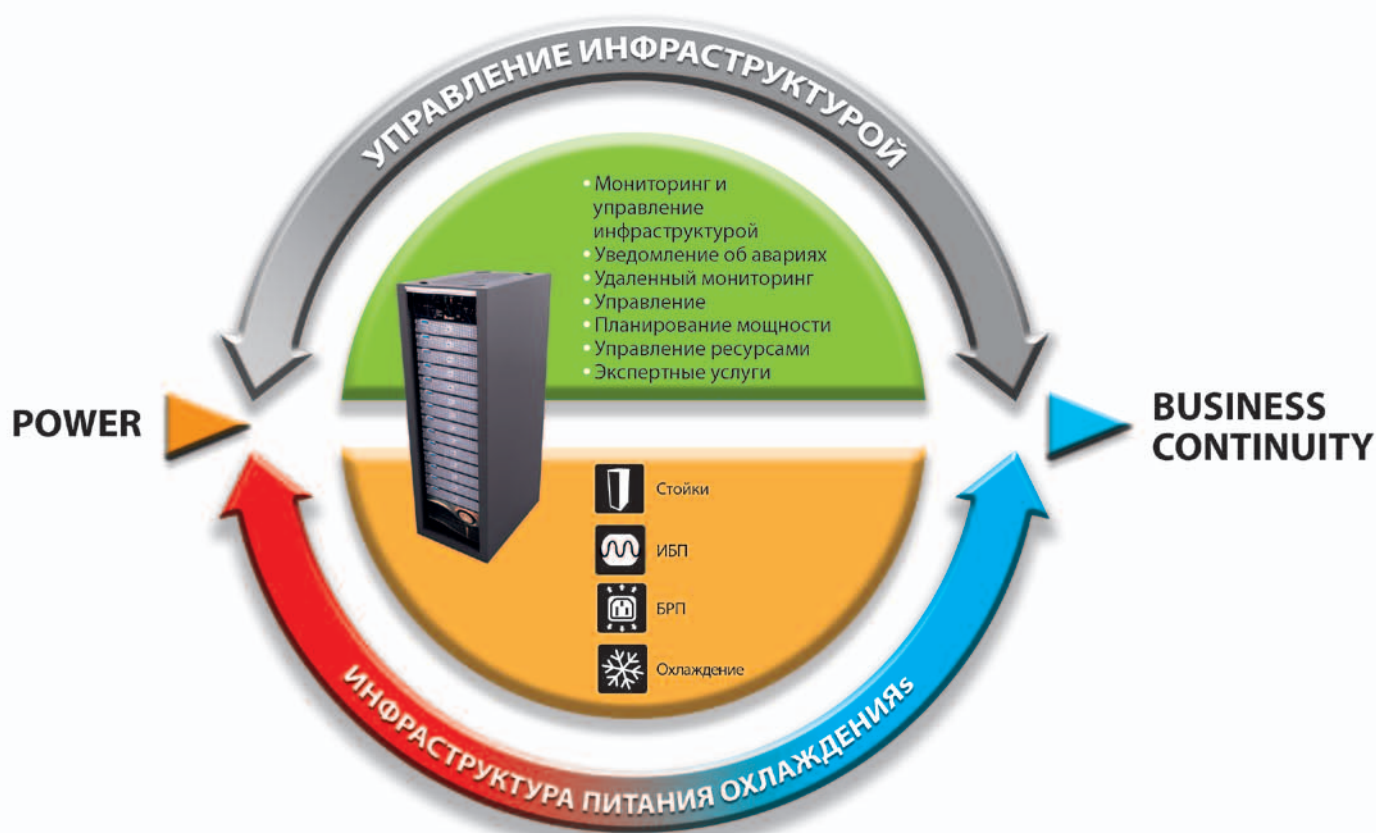 УПРАВЛЕНИЕ ИНФРАСТРУКТУРОЙ
• Мониторинг и
управление
инфраструктурой
• Уведомление об авариях
• Удаленный мониторинг
• Управление
• Планирование мощности
• Управление ресурсами
• Экспертные услуги
POWER
BUSINESS
CONTINUITY
Стойки
ИБП
БРП
Охлаждение
ИНФРАСТРУКТУРА ПИТАНИЯ ОХЛАЖДЕНИЯs